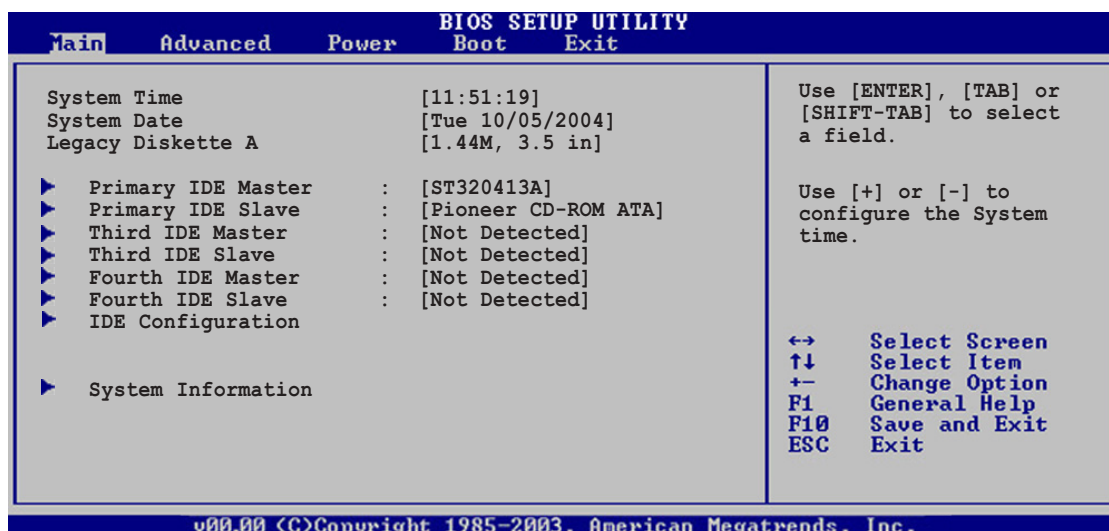 BIOS SETUP UTILITY
Main Advanced Power Boot Exit
System Time [11:51:19]
System Date [Tue 10/05/2004]
Legacy Diskette A [1.44M, 3.5 in]
Primary IDE Master : [ST320413A]
Primary IDE Slave : [Pioneer CD-ROM ATA]
Third IDE Master : [Not Detected]
Third IDE Slave : [Not Detected]
Fourth IDE Master : [Not Detected]
Fourth IDE Slave : [Not Detected]
IDE Configuration
System Information
Use [ENTER], [TAB] or
[SHIFT-TAB] to select
a field.
Use [+] or [-] to
configure the System
time.
←→ Select Screen
↑↓ Select Item
+- Change Option
F1 General Help
F10 Save and Exit
ESC Exit
v00.00 (C)Copyright 1985-2003, American Megatrends, Inc.